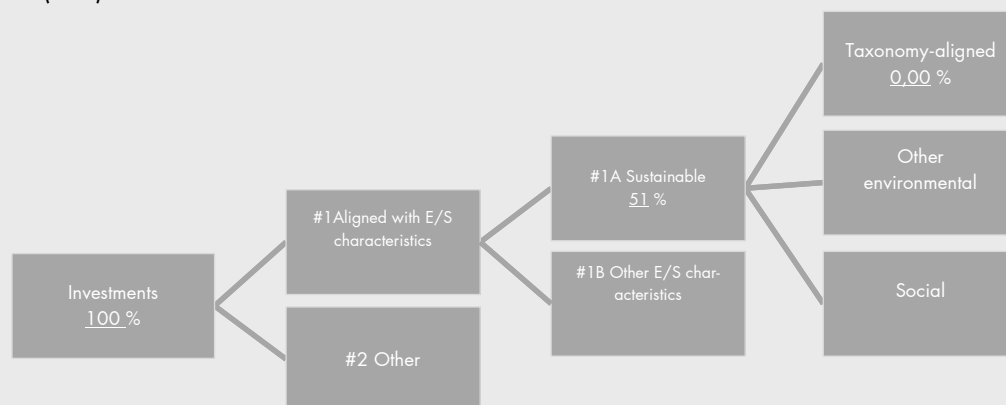 Investments
100 %
#1Aligned with E/S
characteristics
#2 Other
#1A Sustainable
51 %
#1B Other E/S char-
acteristics
Taxonomy-aligned
0,00 %
Other
environmental
Social